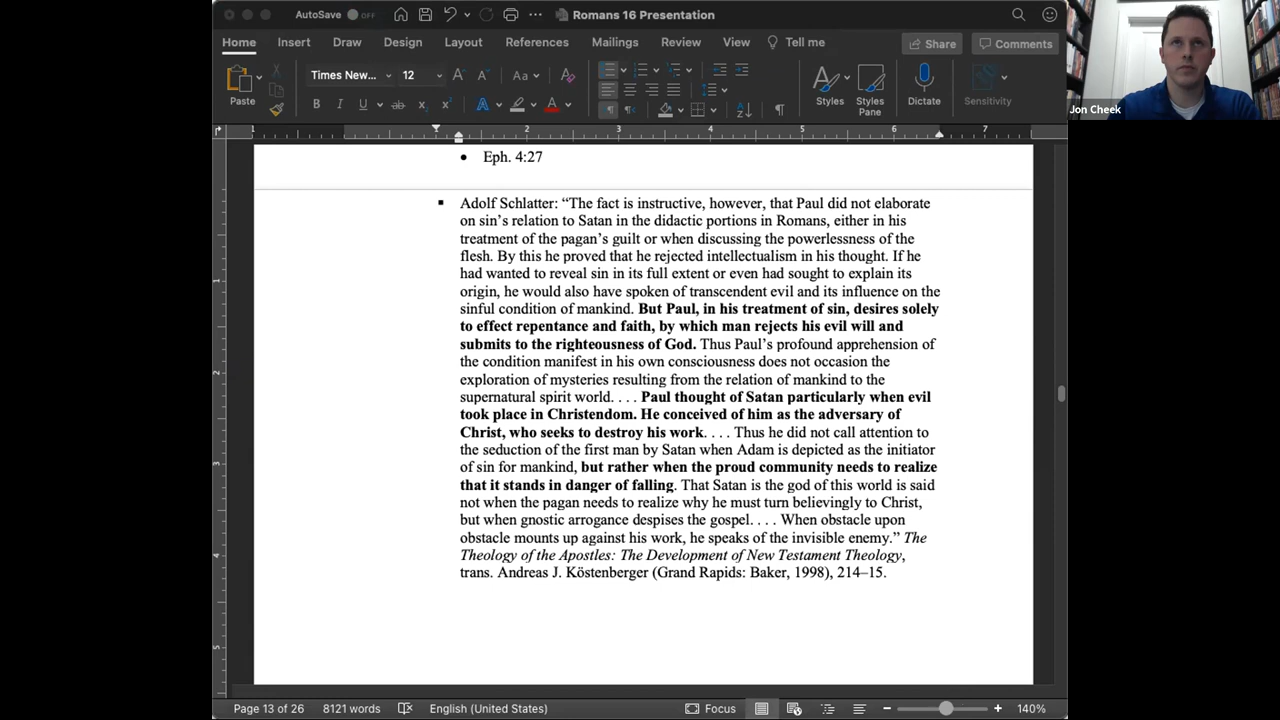 AutoSave OFF
Romans 16 Presentation
Home Insert Draw Design Layout References Mailings Review View Tell me
Share Comments
Paste
Times New... 12
Aa
B I U ab x x A A
Styles
Styles Pane
Dictate
Sensitivity
Jon Cheek
1 1 2 3 4 5 6 7
• Eph. 4:27
▪ Adolf Schlatter: “The fact is instructive, however, that Paul did not elaborate
on sin’s relation to Satan in the didactic portions in Romans, either in his
treatment of the pagan’s guilt or when discussing the powerlessness of the
flesh. By this he proved that he rejected intellectualism in his thought. If he
had wanted to reveal sin in its full extent or even had sought to explain its
origin, he would also have spoken of transcendent evil and its influence on the
sinful condition of mankind. But Paul, in his treatment of sin, desires solely
to effect repentance and faith, by which man rejects his evil will and
submits to the righteousness of God. Thus Paul’s profound apprehension of
the condition manifest in his own consciousness does not occasion the
exploration of mysteries resulting from the relation of mankind to the
supernatural spirit world. . . . Paul thought of Satan particularly when evil
took place in Christendom. He conceived of him as the adversary of
Christ, who seeks to destroy his work. . . . Thus he did not call attention to
the seduction of the first man by Satan when Adam is depicted as the initiator
of sin for mankind, but rather when the proud community needs to realize
that it stands in danger of falling. That Satan is the god of this world is said
not when the pagan needs to realize why he must turn believingly to Christ,
but when gnostic arrogance despises the gospel. . . . When obstacle upon
obstacle mounts up against his work, he speaks of the invisible enemy.” The
Theology of the Apostles: The Development of New Testament Theology,
trans. Andreas J. Köstenberger (Grand Rapids: Baker, 1998), 214–15.
1
2
3
4
5
Page 13 of 26 8121 words English (United States) Focus 140%